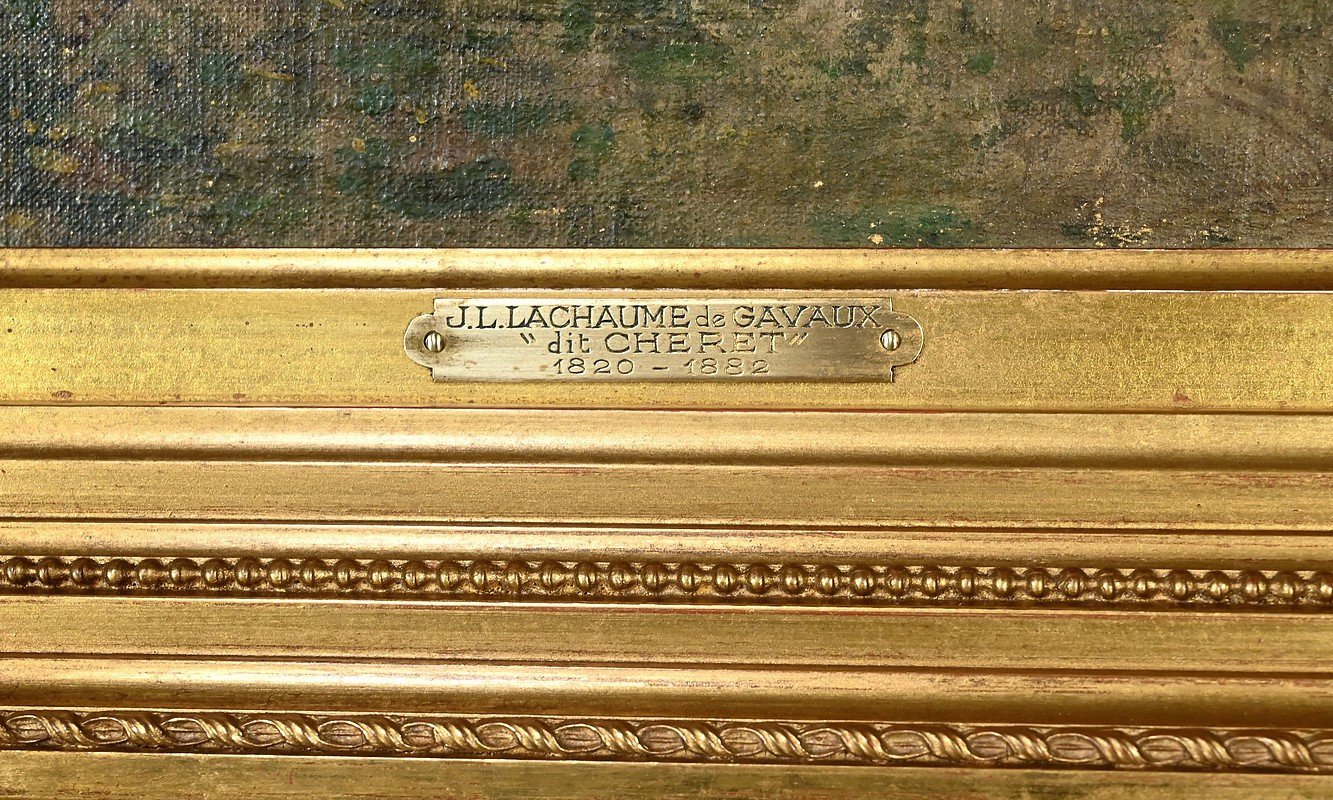 J.L.LACHAUME de GAVAUX
"dit CHERET"
1820 - 1882